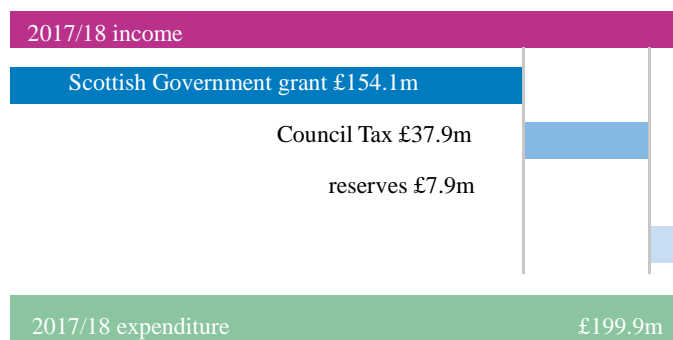 2017/18 income
Scottish Government grant £154.1m
Council Tax £37.9m
reserves £7.9m
2017/18 expenditure £199.9m